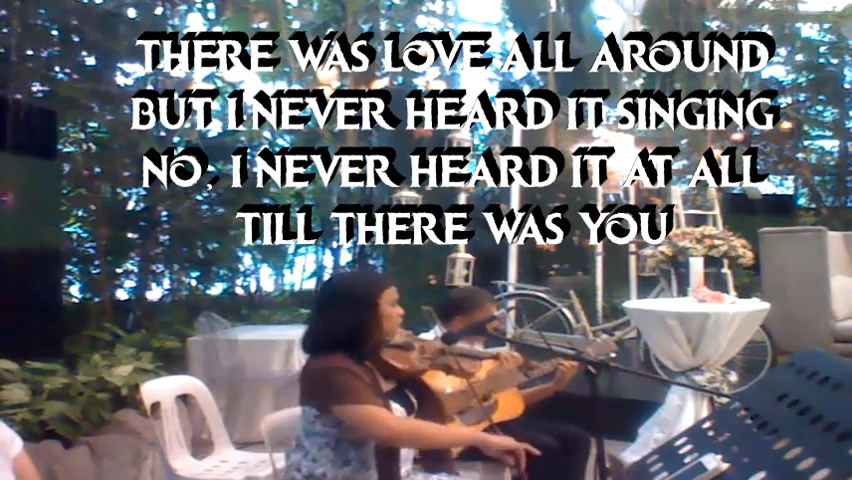 THERE WAS LOVE ALL AROUND
BUT I NEVER HEARD IT SINGING
NO, I NEVER HEARD IT AT ALL
TILL THERE WAS YOU